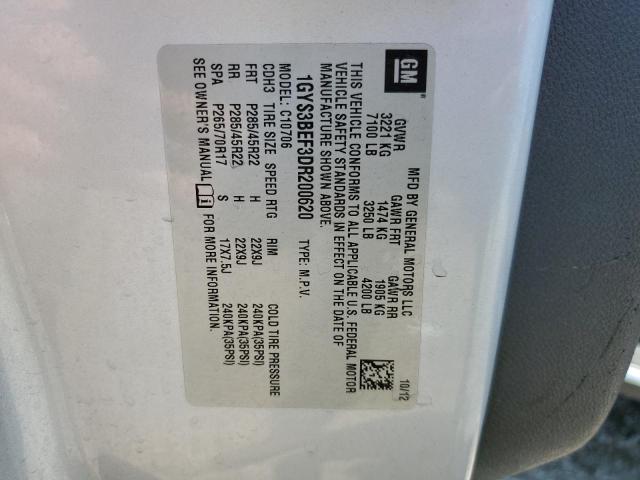 GM
MFD BY GENERAL MOTORS LLC
10/12
GVWR GAWR FRT GAWR RR
3221 KG 1474 KG 1905 KG
7100 LB 3250 LB 4200 LB
THIS VEHICLE CONFORMS TO ALL APPLICABLE U.S. FEDERAL MOTOR
VEHICLE SAFETY STANDARDS IN EFFECT ON THE DATE OF
MANUFACTURE SHOWN ABOVE.
1GYS3BEF3DR200620 TYPE: M.P.V.
MODEL: C10706
CDH3 TIRE SIZE SPEED RTG RIM COLD TIRE PRESSURE
FRT P285/45R22 H 22X9J 240KPA(35PSI)
RR P285/45R22 H 22X9J 240KPA(35PSI)
SPA P265/70R17 S 17X7.5J 240KPA(35PSI)
SEE OWNER'S MANUAL FOR MORE INFORMATION.